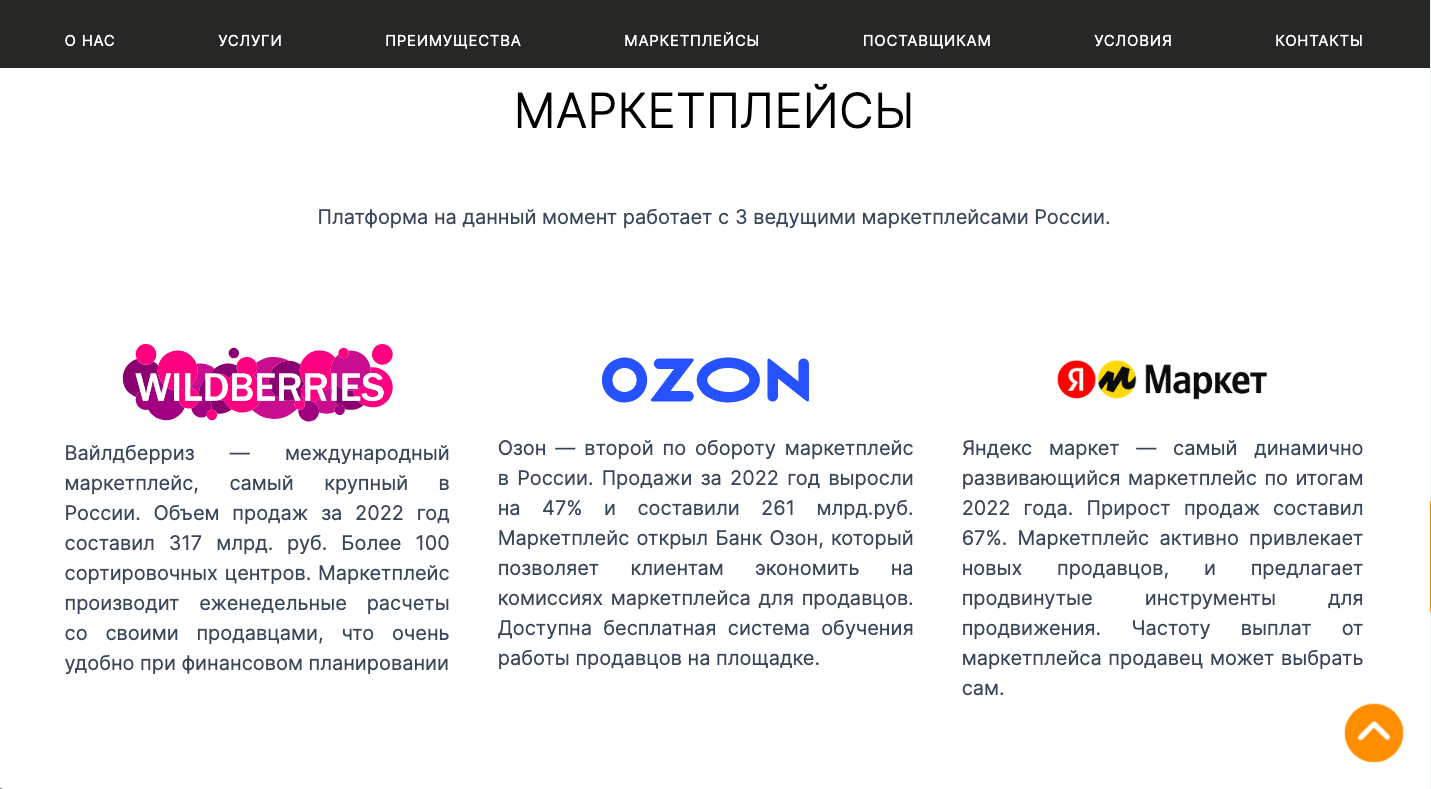 О НАС
УСЛУГИ
ПРЕИМУЩЕСТВА
МАРКЕТПЛЕЙСЫ
ПОСТАВЩИКАМ
УСЛОВИЯ
КОНТАКТЫ
МАРКЕТПЛЕЙСЫ
Платформа на данный момент работает с 3 ведущими маркетплейсами России.
WILDBERRIES
Вайлдберриз — международный
маркетплейс, самый крупный в
России. Объем продаж за 2022 год
составил 317 млрд. руб. Более 100
сортировочных центров. Маркетплейс
производит еженедельные расчеты
со своими продавцами, что очень
удобно при финансовом планировании
OZON
Озон — второй по обороту маркетплейс
в России. Продажи за 2022 год выросли
на 47% и составили 261 млрд.руб.
Маркетплейс открыл Банк Озон, который
позволяет клиентам экономить на
комиссиях маркетплейса для продавцов.
Доступна бесплатная система обучения
работы продавцов на площадке.
Я м Маркет
Яндекс маркет — самый динамично
развивающийся маркетплейс по итогам
2022 года. Прирост продаж составил
67%. Маркетплейс активно привлекает
новых продавцов, и предлагает
продвинутые инструменты для
продвижения. Частоту выплат от
маркетплейса продавец может выбрать
сам.